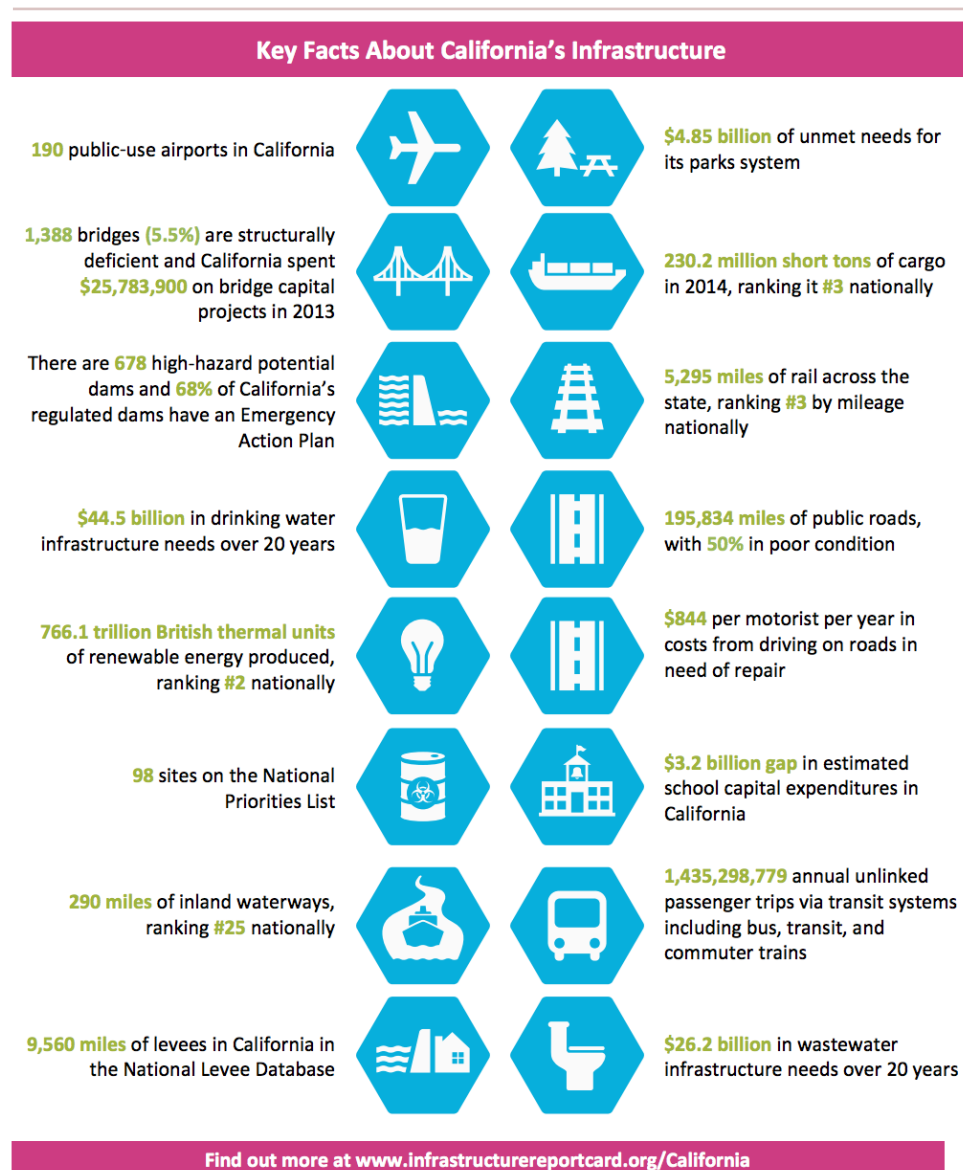 Key Facts About California's Infrastructure
190 public-use airports in California
$4.85 billion of unmet needs for
its parks system
1,388 bridges (5.5%) are structurally
deficient and California spent
$25,783,900 on bridge capital
projects in 2013
230.2 million short tons of cargo
in 2014, ranking it #3 nationally
There are 678 high-hazard potential
dams and 68% of California's
regulated dams have an Emergency
Action Plan
5,295 miles of rail across the
state, ranking #3 by mileage
nationally
$44.5 billion in drinking water
infrastructure needs over 20 years
195,834 miles of public roads,
with 50% in poor condition
766.1 trillion British thermal units
of renewable energy produced,
ranking #2 nationally
$844 per motorist per year in
costs from driving on roads in
need of repair
98 sites on the National
Priorities List
$3.2 billion gap in estimated
school capital expenditures in
California
290 miles of inland waterways,
ranking #25 nationally
1,435,298,779 annual unlinked
passenger trips via transit systems
including bus, transit, and
commuter trains
9,560 miles of levees in California in
the National Levee Database
$26.2 billion in wastewater
infrastructure needs over 20 years
Find out more at www.infrastructurereportcard.org/California